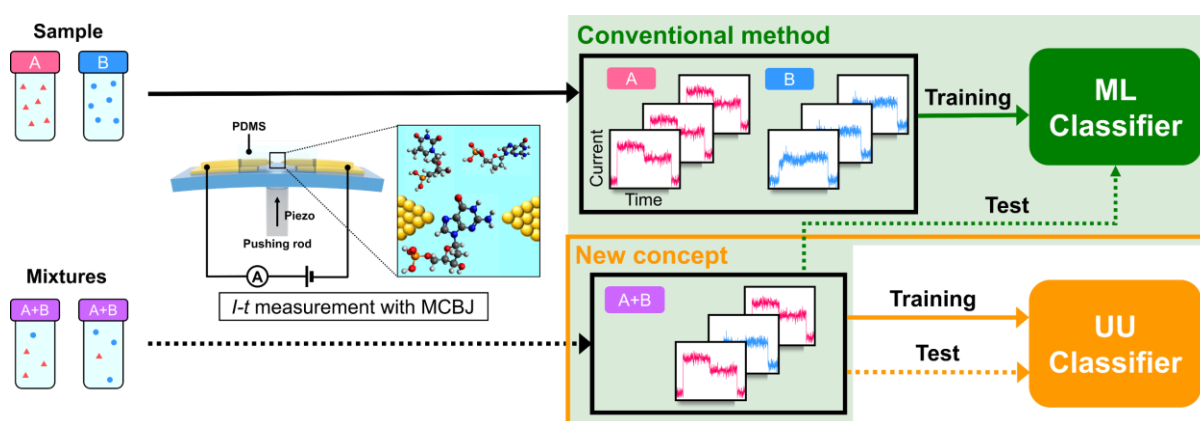 Sample
A
B
PDMS
Piezo
Pushing rod
A
I-t measurement with MCBJ
Mixtures
A+B
A+B
Conventional method
A
B
Current
Time
Training
ML
Classifier
Test
New concept
A+B
Training
Test
UU
Classifier